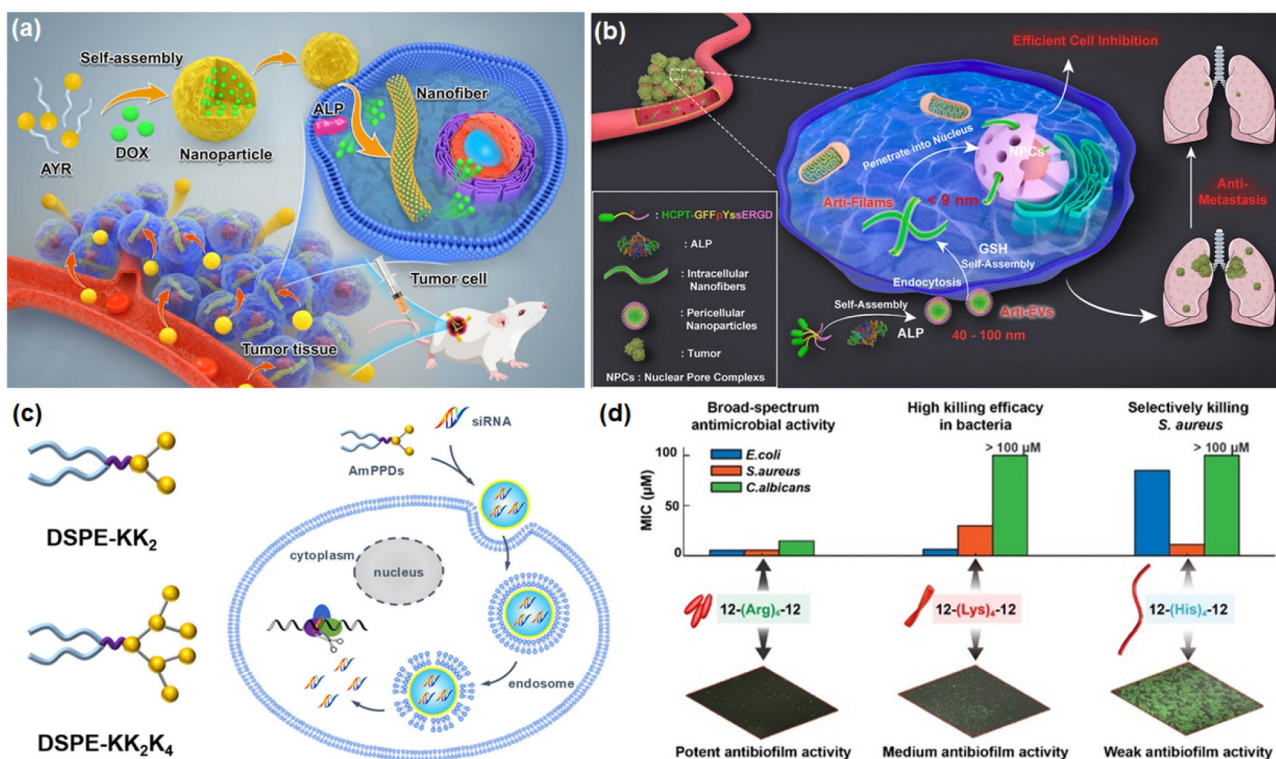 (a)
Self-assembly
AYR
DOX
Nanoparticle
ALP
Nanofiber
Tumor cell
Tumor tissue
(b)
Efficient Cell Inhibition
Penetrate into Nucleus
NPCs
Arti-Filams
< 9 nm
GSH
Self-Assembly
Endocytosis
Self-Assembly
ALP
Arti-EVs
40 - 100 nm
Anti-
Metastasis
: HCPT-GFFpYssERGD
: ALP
: Intracellular
Nanofibers
: Pericellular
Nanoparticles
: Tumor
NPCs : Nuclear Pore Complexes
(c)
DSPE-KK2
DSPE-KK2K4
AmPPDs
siRNA
cytoplasm
nucleus
endosome
(d)
Broad-spectrum
antimicrobial activity
High killing efficacy
in bacteria
Selectively killing
S. aureus
> 100 µM
> 100 µM
MIC (µM)
100
50
0
E.coli
S.aureus
C.albicans
12-(Arg)4-12
12-(Lys)4-12
12-(His)4-12
Potent antibiofilm activity
Medium antibiofilm activity
Weak antibiofilm activity